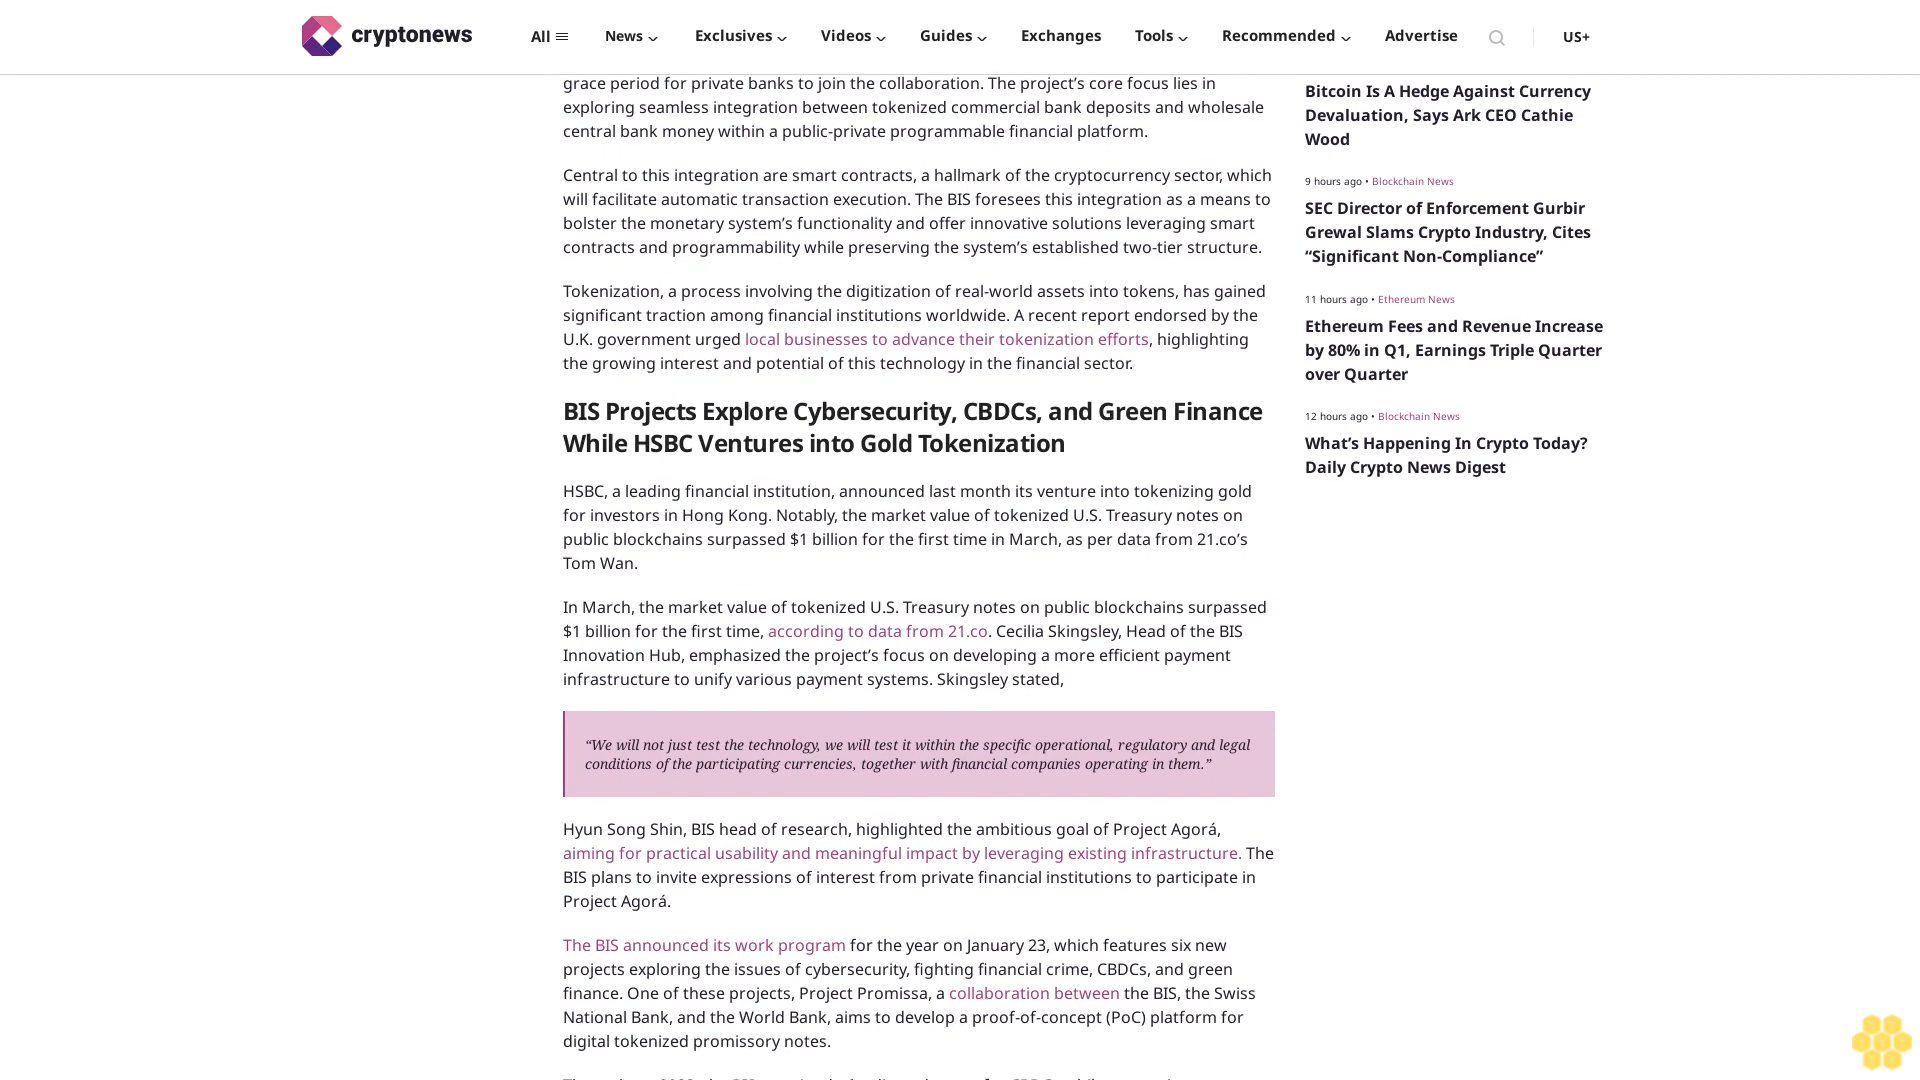 cryptonews
All
News
Exclusives
Videos
Guides
Exchanges
Tools
Recommended
Advertise
US+
grace period for private banks to join the collaboration. The project’s core focus lies in
exploring seamless integration between tokenized commercial bank deposits and wholesale
central bank money within a public-private programmable financial platform.
Central to this integration are smart contracts, a hallmark of the cryptocurrency sector, which
will facilitate automatic transaction execution. The BIS foresees this integration as a means to
bolster the monetary system’s functionality and offer innovative solutions leveraging smart
contracts and programmability while preserving the system’s established two-tier structure.
Tokenization, a process involving the digitization of real-world assets into tokens, has gained
significant traction among financial institutions worldwide. A recent report endorsed by the
U.K. government urged local businesses to advance their tokenization efforts, highlighting
the growing interest and potential of this technology in the financial sector.
BIS Projects Explore Cybersecurity, CBDCs, and Green Finance
While HSBC Ventures into Gold Tokenization
HSBC, a leading financial institution, announced last month its venture into tokenizing gold
for investors in Hong Kong. Notably, the market value of tokenized U.S. Treasury notes on
public blockchains surpassed $1 billion for the first time in March, as per data from 21.co’s
Tom Wan.
In March, the market value of tokenized U.S. Treasury notes on public blockchains surpassed
$1 billion for the first time, according to data from 21.co. Cecilia Skingsley, Head of the BIS
Innovation Hub, emphasized the project’s focus on developing a more efficient payment
infrastructure to unify various payment systems. Skingsley stated,
“We will not just test the technology, we will test it within the specific operational, regulatory and legal
conditions of the participating currencies, together with financial companies operating in them.”
Hyun Song Shin, BIS head of research, highlighted the ambitious goal of Project Agorá,
aiming for practical usability and meaningful impact by leveraging existing infrastructure. The
BIS plans to invite expressions of interest from private financial institutions to participate in
Project Agorá.
The BIS announced its work program for the year on January 23, which features six new
projects exploring the issues of cybersecurity, fighting financial crime, CBDCs, and green
finance. One of these projects, Project Promissa, a collaboration between the BIS, the Swiss
National Bank, and the World Bank, aims to develop a proof-of-concept (PoC) platform for
digital tokenized promissory notes.
Bitcoin Is A Hedge Against Currency
Devaluation, Says Ark CEO Cathie
Wood
9 hours ago • Blockchain News
SEC Director of Enforcement Gurbir
Grewal Slams Crypto Industry, Cites
“Significant Non-Compliance”
11 hours ago • Ethereum News
Ethereum Fees and Revenue Increase
by 80% in Q1, Earnings Triple Quarter
over Quarter
12 hours ago • Blockchain News
What’s Happening In Crypto Today?
Daily Crypto News Digest